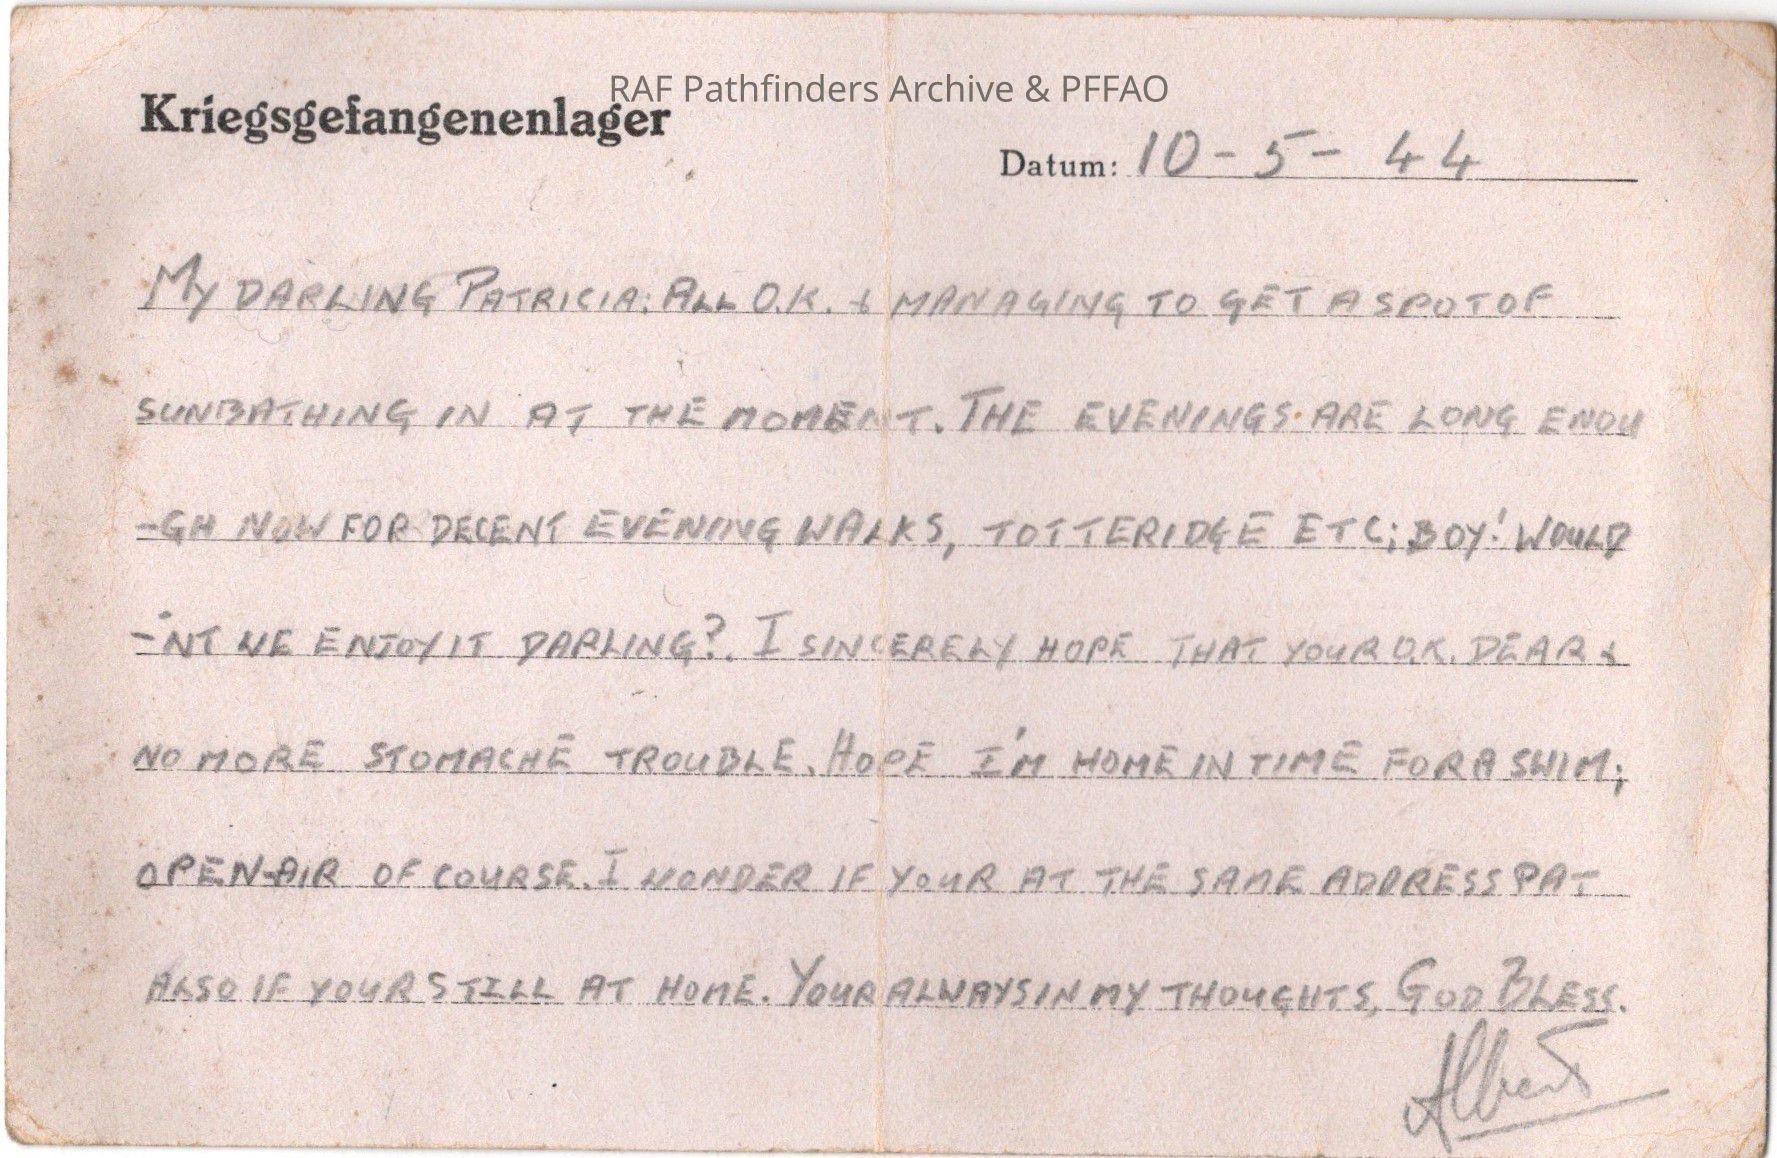 RAF Pathfinders Archive & PFFAO
Kriegsgefangenenlager
Datum: 10-5-44
MY DARLING PATRICIA: ALL O.K. & MANAGING TO GET A SPOT OF
SUNBATHING IN AT THE MOMENT. THE EVENINGS ARE LONG ENOU
-GH NOW FOR DECENT EVENING WALKS, TOTTERIDGE ETC; BOY! WOULD
-'NT WE ENJOY IT DARLING?. I SINCERELY HOPE THAT YOUR O.K. DEAR &
NO MORE STOMACHE TROUBLE. HOPE I'M HOME IN TIME FOR A SWIM;
OPEN-AIR OF COURSE. I WONDER IF YOUR AT THE SAME ADDRESS PAT
ALSO IF YOUR STILL AT HOME. YOUR ALWAYS IN MY THOUGHTS, GOD BLESS.
Albert